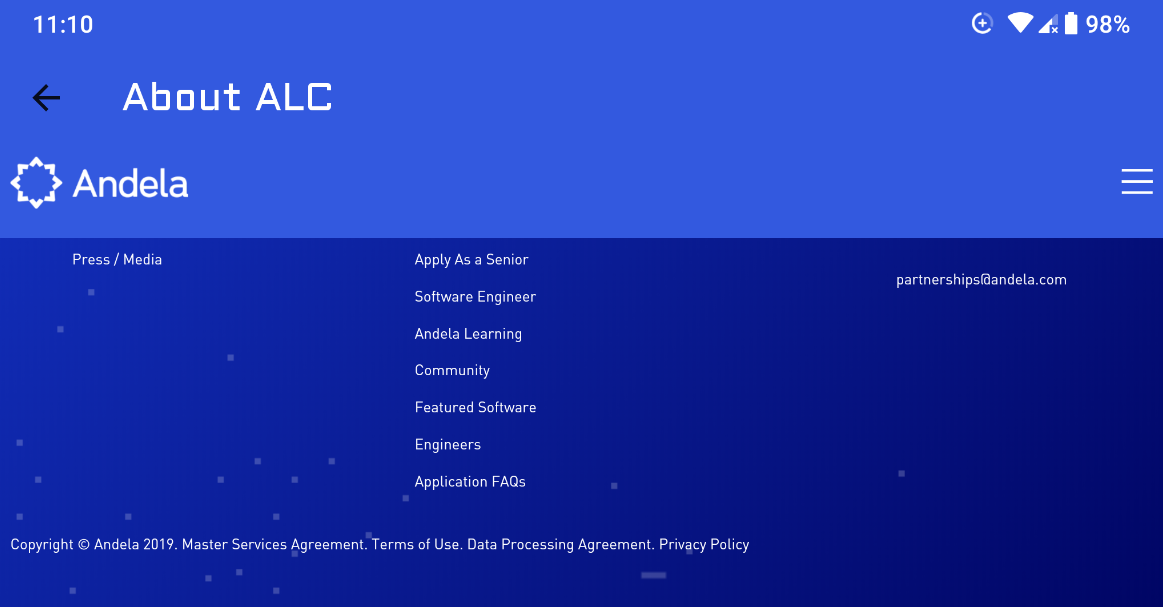 11:10
98%
About ALC
Andela
Press / Media
Apply As a Senior
Software Engineer
Andela Learning
Community
Featured Software
Engineers
Application FAQs
partnerships@andela.com
Copyright © Andela 2019. Master Services Agreement. Terms of Use. Data Processing Agreement. Privacy Policy